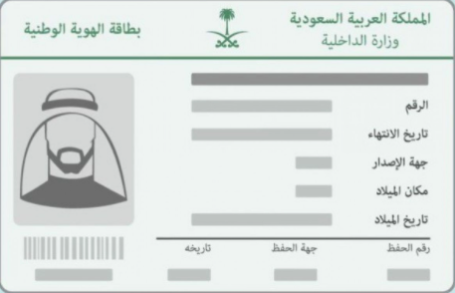 المملكة العربية السعودية
وزارة الداخلية
بطاقة الهوية الوطنية
الرقم
تاريخ الانتهاء
جهة الإصدار
مكان الميلاد
تاريخ الميلاد
رقم الحفظ جهة الحفظ تاريخه